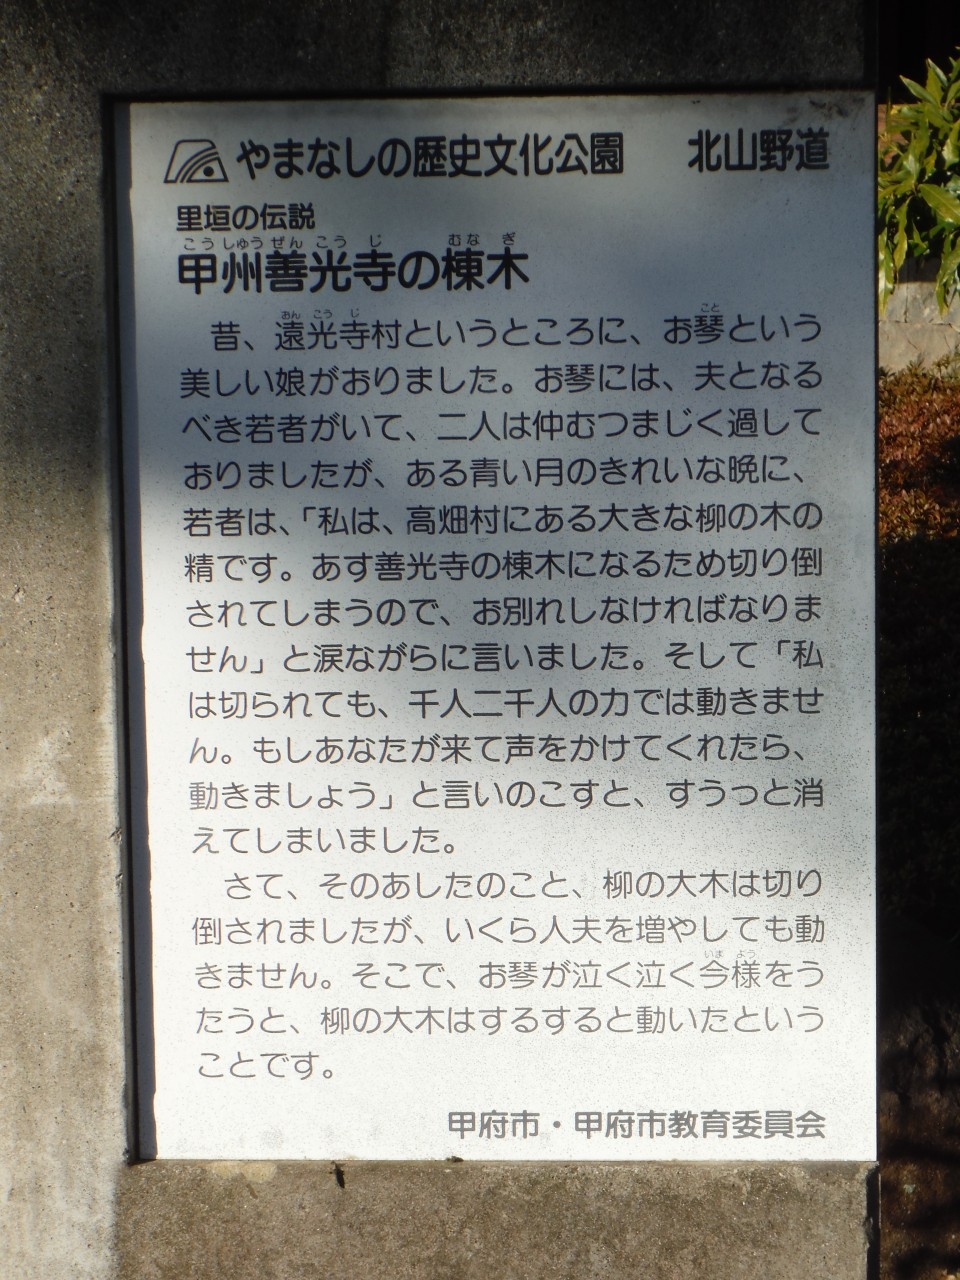 やまなしの歴史文化公園　北山野道
里垣の伝説
こうしゅうぜんこうじ　むなぎ
甲州善光寺の棟木
おんこうじ　こと
昔、遠光寺村というところに、お琴という
美しい娘がおりました。お琴には、夫となる
べき若者がいて、二人は仲むつまじく過して
おりましたが、ある青い月のきれいな晩に、
若者は、「私は、高畑村にある大きな柳の木の
精です。あす善光寺の棟木になるため切り倒
されてしまうので、お別れしなければなりま
せん」と涙ながらに言いました。そして「私
は切られても、千人二千人の力では動きませ
ん。もしあなたが来て声をかけてくれたら、
動きましょう」と言いのこすと、すうっと消
えてしまいました。
さて、そのあしたのこと、柳の大木は切り
倒されましたが、いくら人夫を増やしても動
いまよう
きません。そこで、お琴が泣く泣く今様をう
たうと、柳の大木はするすると動いたという
ことです。
甲府市・甲府市教育委員会